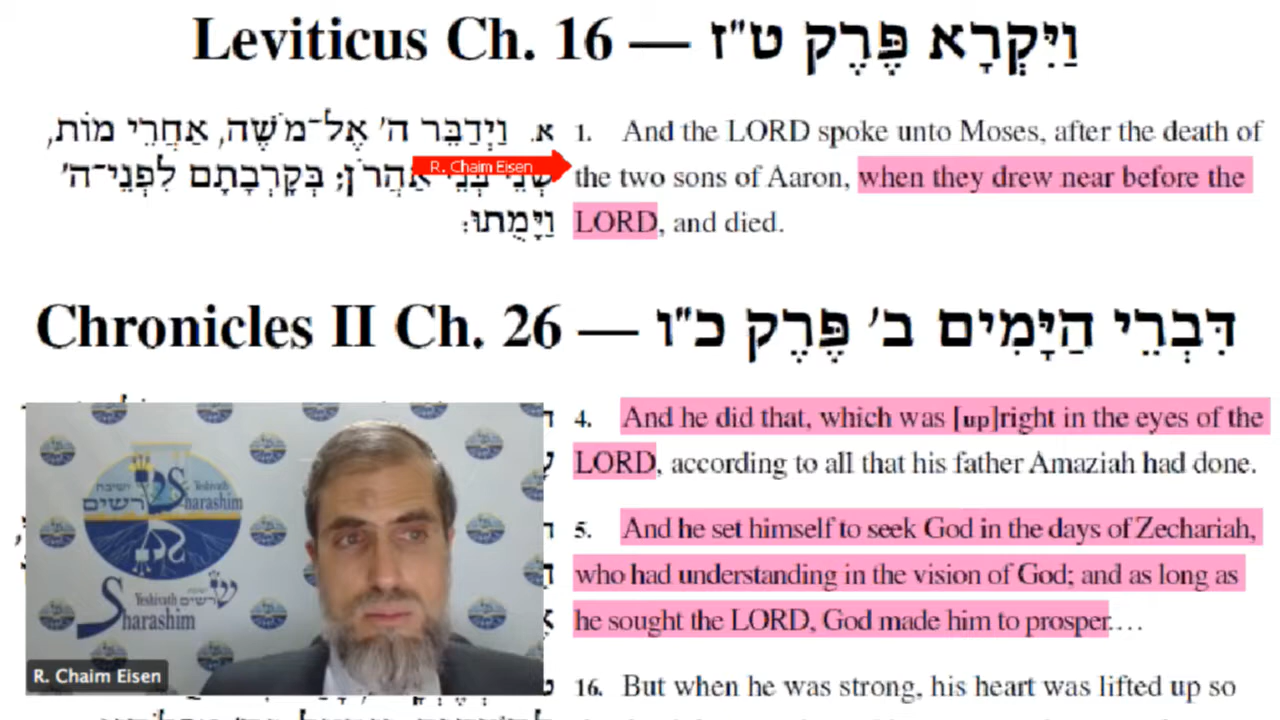 Leviticus Ch. 16 — וַיִּקְרָא פֶּרֶק ט"ז
א. וַיְדַבֵּר ה' אֶל־מֹשֶׁה, אַחֲרֵי מוֹת,
שְׁנֵי בְּנֵי אַהֲרֹן; בְּקָרְבָתָם לִפְנֵי־ה'
וַיָּמֻתוּ:
R. Chaim Eisen
1. And the LORD spoke unto Moses, after the death of
the two sons of Aaron, when they drew near before the
LORD, and died.
Chronicles II Ch. 26 — דִּבְרֵי הַיָּמִים ב' פֶּרֶק כ"ו
4. And he did that, which was [up]right in the eyes of the
LORD, according to all that his father Amaziah had done.
5. And he set himself to seek God in the days of Zechariah,
who had understanding in the vision of God; and as long as
he sought the LORD, God made him to prosper....
16. But when he was strong, his heart was lifted up so
ישיבת
שרשים
Yeshivath
Sharashim
Yeshivath שרשים ישיבת
Sharashim
R. Chaim Eisen